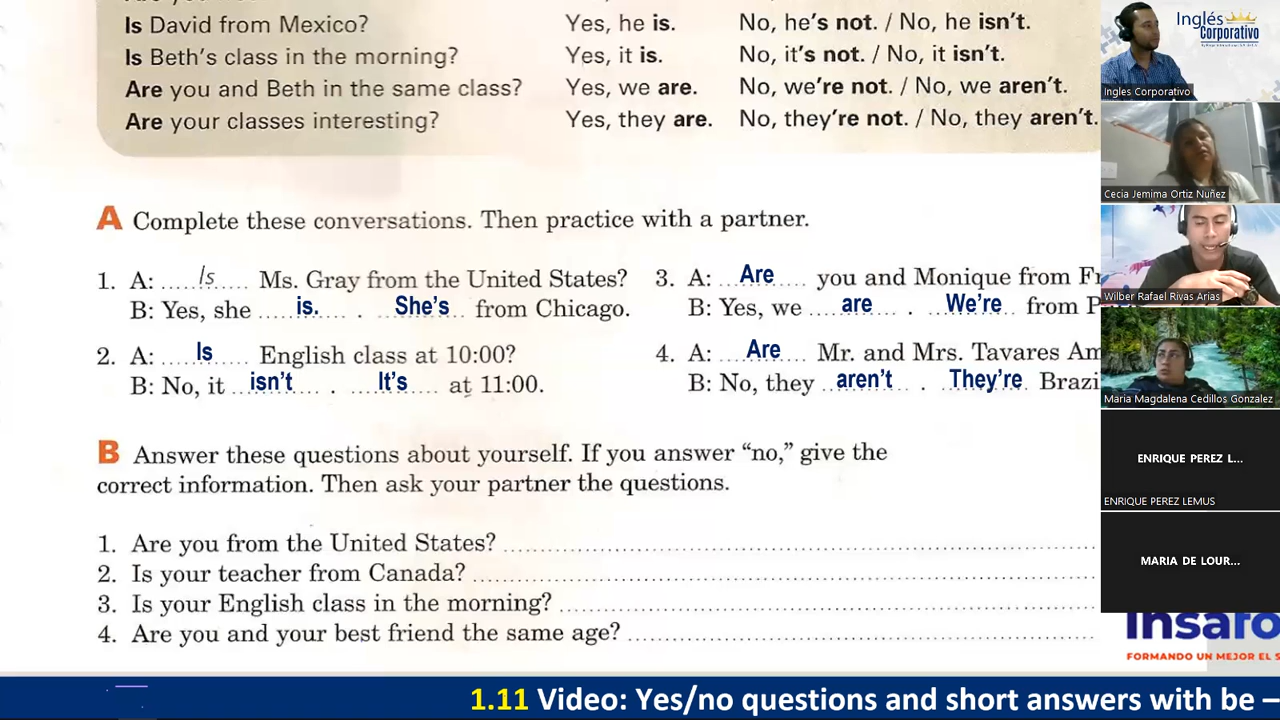 Is David from Mexico? Yes, he is. No, he's not. / No, he isn't.
Is Beth's class in the morning? Yes, it is. No, it's not. / No, it isn't.
Are you and Beth in the same class? Yes, we are. No, we're not. / No, we aren't.
Are your classes interesting? Yes, they are. No, they're not. / No, they aren't.
A Complete these conversations. Then practice with a partner.
1. A: .....Is..... Ms. Gray from the United States?
B: Yes, she .....is..... . ..She's.. from Chicago.
2. A: .....Is..... English class at 10:00?
B: No, it ..isn't.. . ....It's.... at 11:00.
3. A: ...Are... you and Monique from Fr
B: Yes, we ....are.... . ..We're.. from P
4. A: ....Are.... Mr. and Mrs. Tavares Am
B: No, they ..aren't.. . .They're. Brazi
B Answer these questions about yourself. If you answer “no,” give the
correct information. Then ask your partner the questions.
1. Are you from the United States?
2. Is your teacher from Canada?
3. Is your English class in the morning?
4. Are you and your best friend the same age?
Inglés
Corporativo
Ingles Corporativo
Cecia Jemima Ortiz Nuñez
Wilber Rafael Rivas Arias
Maria Magdalena Cedillos Gonzalez
ENRIQUE PEREZ L...
ENRIQUE PEREZ LEMUS
MARIA DE LOUR...
Insaro
FORMANDO UN MEJOR EL S
1.11 Video: Yes/no questions and short answers with be –